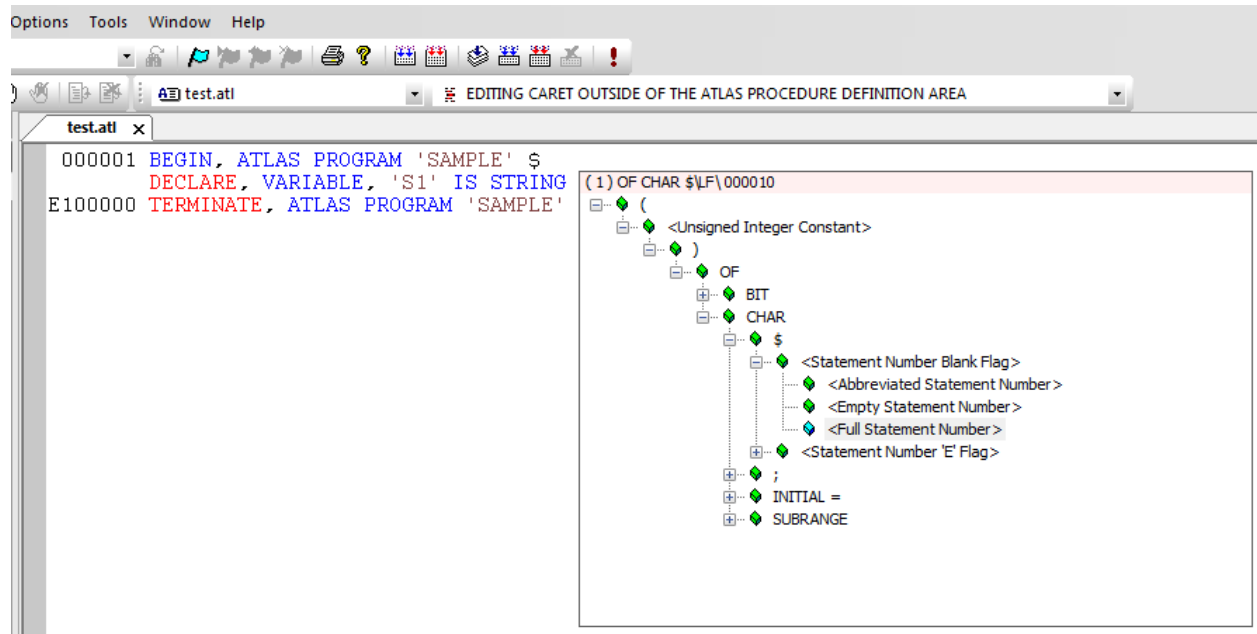 Options Tools Window Help
test.atl EDITING CARET OUTSIDE OF THE ATLAS PROCEDURE DEFINITION AREA
test.atl x
000001 BEGIN, ATLAS PROGRAM 'SAMPLE' $
DECLARE, VARIABLE, 'S1' IS STRING
E100000 TERMINATE, ATLAS PROGRAM 'SAMPLE'
( 1 ) OF CHAR $\LF\ 000010
(
<Unsigned Integer Constant>
)
OF
BIT
CHAR
$
<Statement Number Blank Flag>
<Abbreviated Statement Number>
<Empty Statement Number>
<Full Statement Number>
<Statement Number 'E' Flag>
;
INITIAL =
SUBRANGE